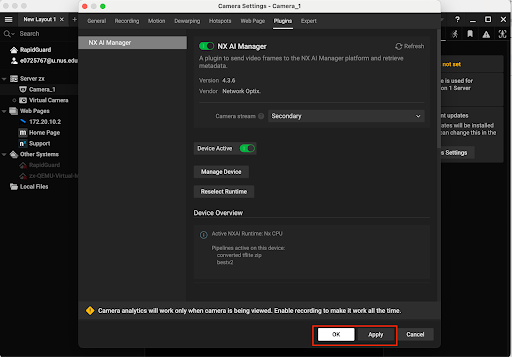 Camera Settings - Camera_1
New Layout 1
Search
RapidGuard
e0725767@u.nus.edu
Server zx
Camera_1
Virtual Camera
Web Pages
172.20.10.2
Home Page
Support
Other Systems
RapidGuard
Local Files
General Recording Motion Dewarping Hotspots Web Page Plugins Expert
NX AI Manager
NX AI Manager
Refresh
A plugin to send video frames to the NX AI Manager platform and retrieve
metadata.
Version 4.3.6
Vendor Network Optix.
Camera stream Secondary
Device Active
Manage Device
Reselect Runtime
Device Overview
Active NXAI Runtime: Nx CPU
Pipelines active on this device:
converted tflite zip
bestv2
Camera analytics will work only when camera is being viewed. Enable recording to make it work all the time.
OK Apply Cancel
not set
e is used for
on 1 Server
nt updates
ates will be installed
can change this in the
s Settings